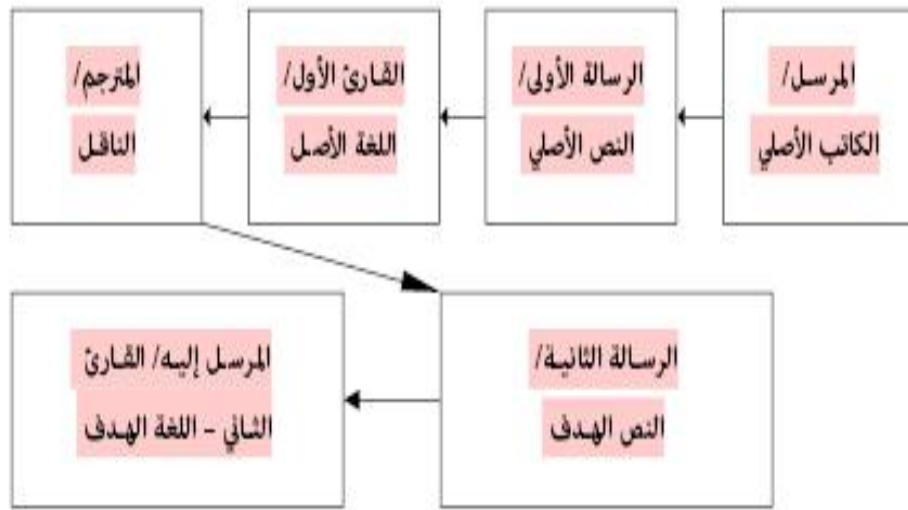 المرسل/
الكاتب الأصلي
الرسالة الأولى/
النص الأصلي
القارئ الأول/
اللغة الأصل
المترجم/
الناقل
الرسالة الثانية/
النص الهدف
المرسل إليه/ القارئ
الثاني – اللغة الهدف